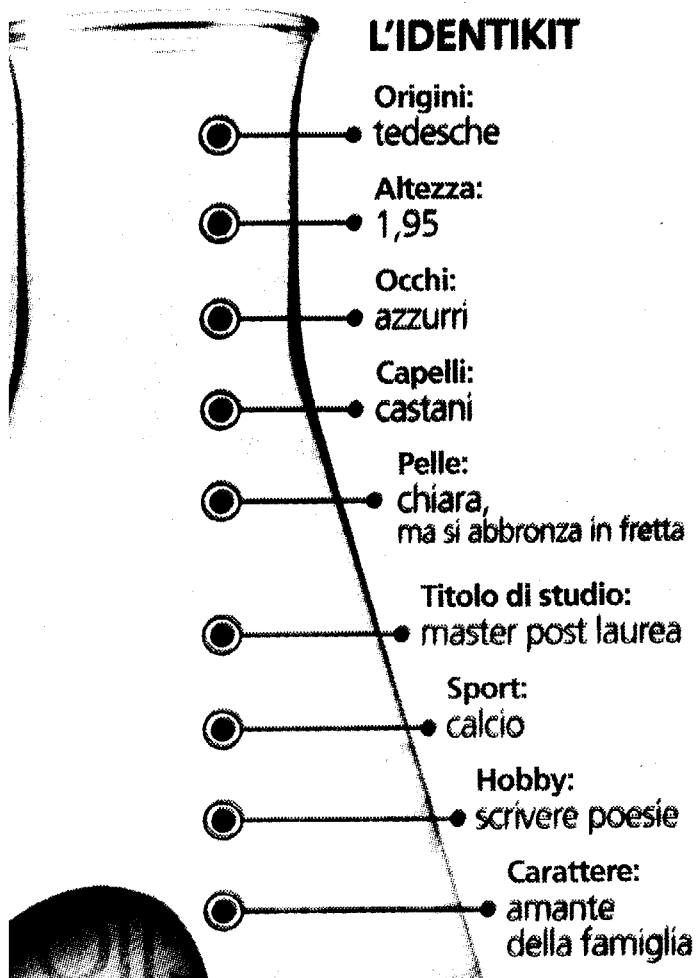 L'IDENTIKIT
Origini:
tedesche
Altezza:
1,95
Occhi:
azzurri
Capelli:
castani
Pelle:
chiara,
ma si abbronza in fretta
Titolo di studio:
master post laurea
Sport:
calcio
Hobby:
scrivere poesie
Carattere:
amante
della famiglia